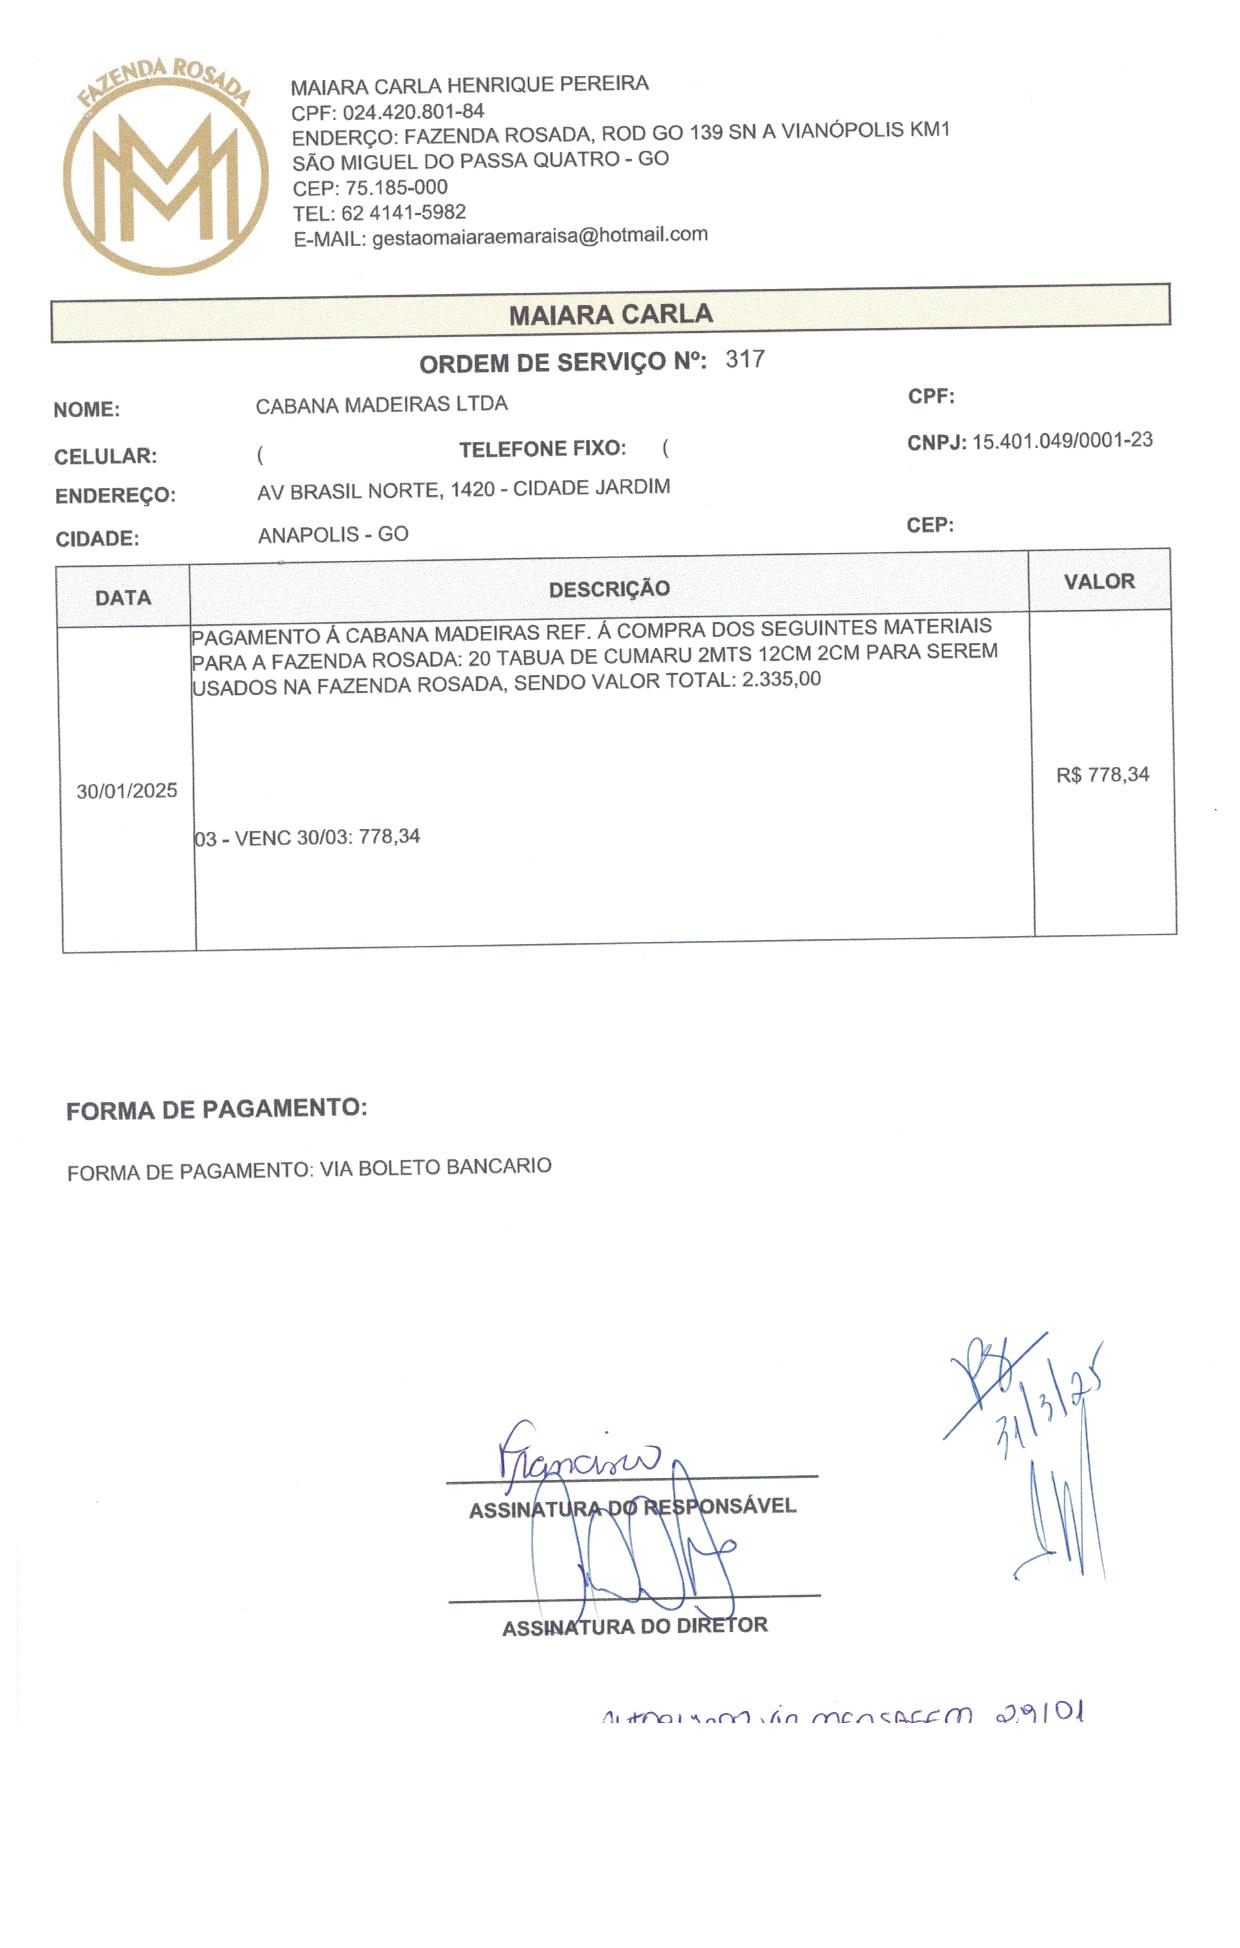 FAZENDA ROSADA
MM
MAIARA CARLA HENRIQUE PEREIRA
CPF: 024.420.801-84
ENDERÇO: FAZENDA ROSADA, ROD GO 139 SN A VIANÓPOLIS KM1
SÃO MIGUEL DO PASSA QUATRO - GO
CEP: 75.185-000
TEL: 62 4141-5982
E-MAIL: gestaomaiaraemaraisa@hotmail.com
MAIARA CARLA
ORDEM DE SERVIÇO Nº: 317
NOME: CABANA MADEIRAS LTDA CPF:
CELULAR: ( TELEFONE FIXO: ( CNPJ: 15.401.049/0001-23
ENDEREÇO: AV BRASIL NORTE, 1420 - CIDADE JARDIM
CIDADE: ANAPOLIS - GO CEP:
DATA DESCRIÇÃO VALOR
PAGAMENTO Á CABANA MADEIRAS REF. Á COMPRA DOS SEGUINTES MATERIAIS
PARA A FAZENDA ROSADA: 20 TABUA DE CUMARU 2MTS 12CM 2CM PARA SEREM
USADOS NA FAZENDA ROSADA, SENDO VALOR TOTAL: 2.335,00
30/01/2025 R$ 778,34
03 - VENC 30/03: 778,34
FORMA DE PAGAMENTO:
FORMA DE PAGAMENTO: VIA BOLETO BANCARIO
31/3/25
Francisco
ASSINATURA DO RESPONSÁVEL
ASSINATURA DO DIRETOR
via mensagem 29/01